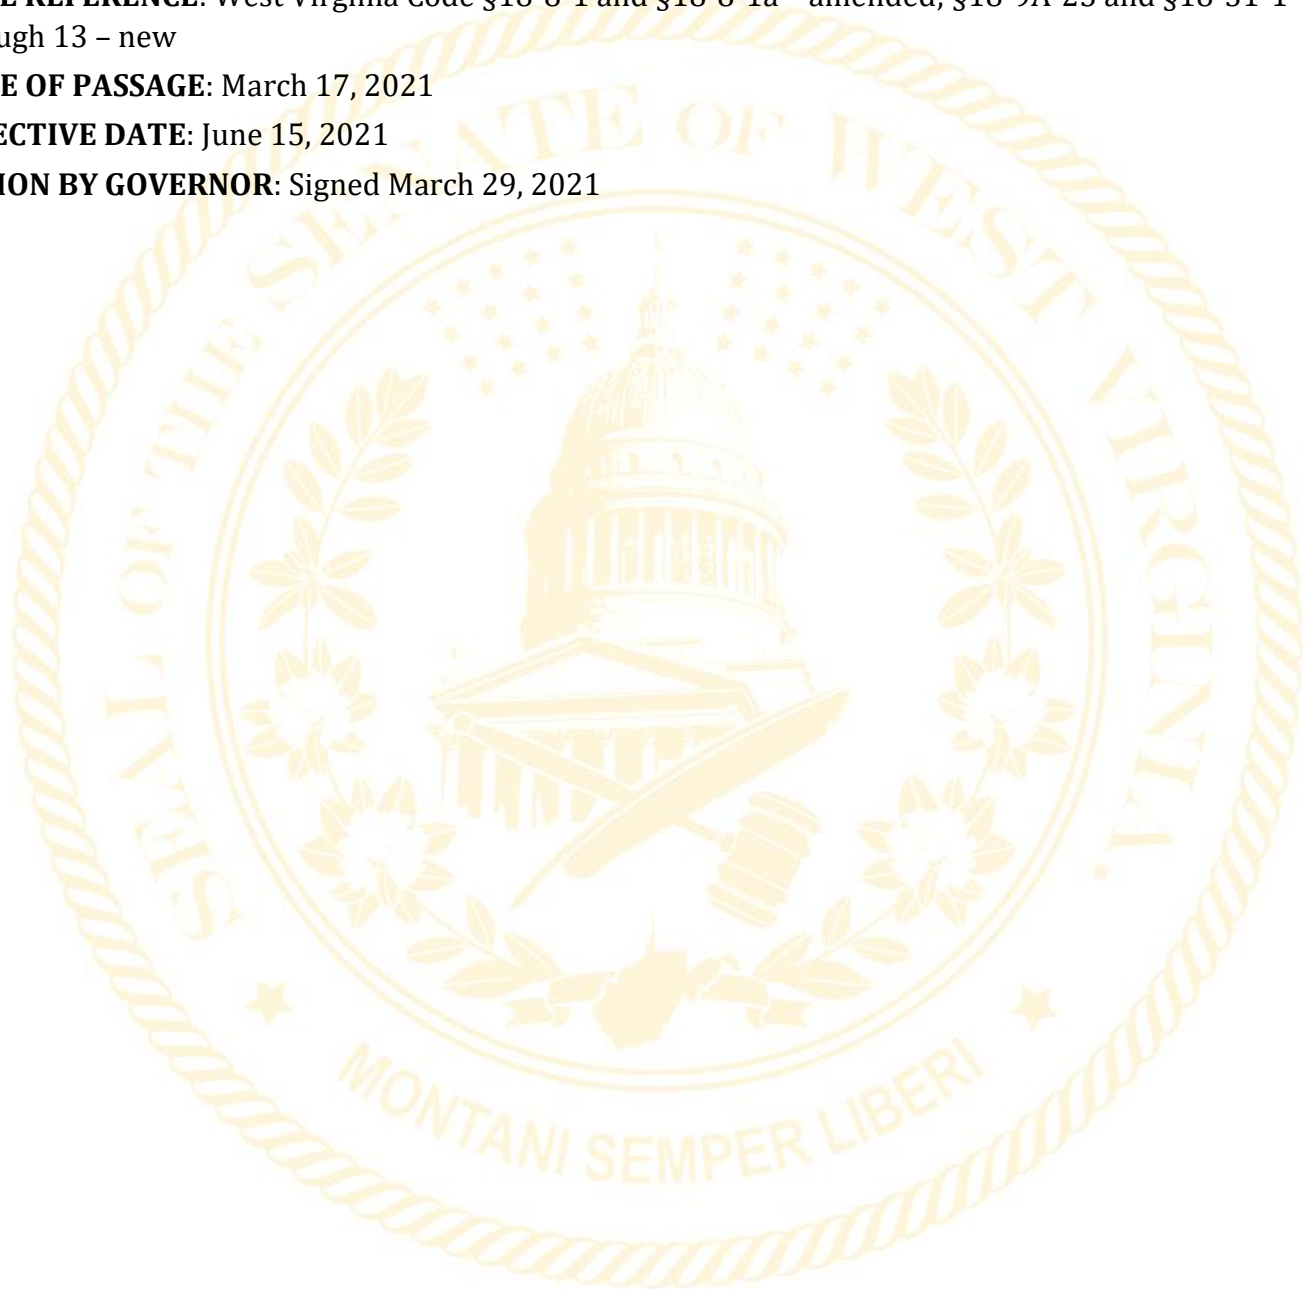 E REFERENCE: West Virginia Code §18-8-1 and §18-8-1a – amended; §18-9A-25 and §18-31-1
ugh 13 – new
E OF PASSAGE: March 17, 2021
ECTIVE DATE: June 15, 2021
ION BY GOVERNOR: Signed March 29, 2021
SEAL OF THE SENATE OF WEST VIRGINIA.
MONTANI SEMPER LIBERI